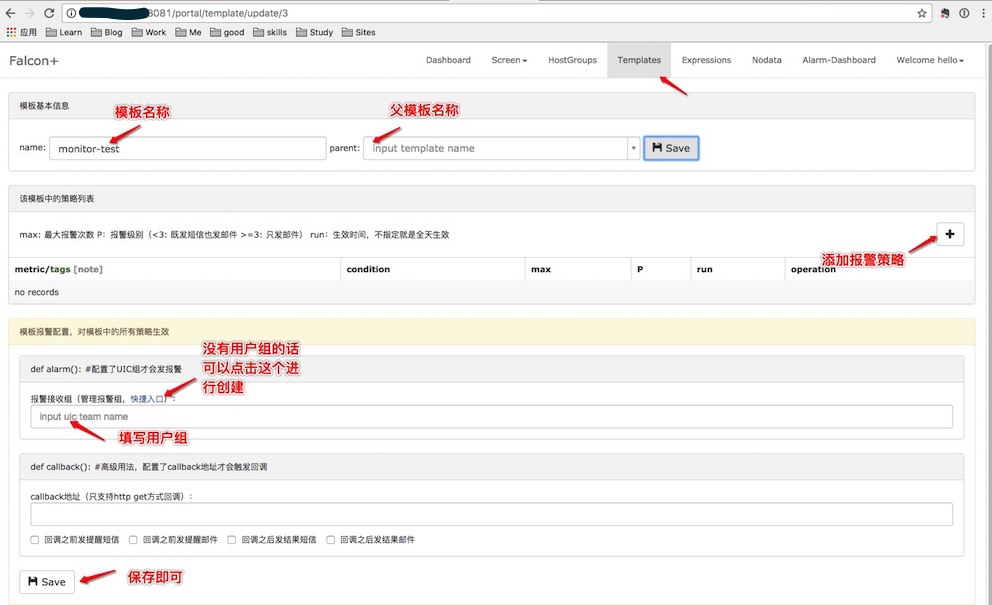 8081/portal/template/update/3
应用 Learn Blog Work Me good skills Study Sites
Falcon+ Dashboard Screen HostGroups Templates Expressions Nodata Alarm-Dashboard Welcome hello
模板基本信息
模板名称 父模板名称
name: monitor-test parent: input template name Save
该模板中的策略列表
max: 最大报警次数 P：报警级别（<3: 既发短信也发邮件 >=3: 只发邮件） run：生效时间，不指定就是全天生效
添加报警策略
metric/tags [note] condition max P run operation
no records
模板报警配置，对模板中的所有策略生效
没有用户组的话
可以点击这个进
行创建
def alarm(): #配置了UIC组才会发报警
报警接收组（管理报警组，快捷入口）:
input uic team name
填写用户组
def callback(): #高级用法，配置了callback地址才会触发回调
callback地址（只支持http get方式回调）:
回调之前发提醒短信 回调之前发提醒邮件 回调之后发结果短信 回调之后发结果邮件
Save 保存即可